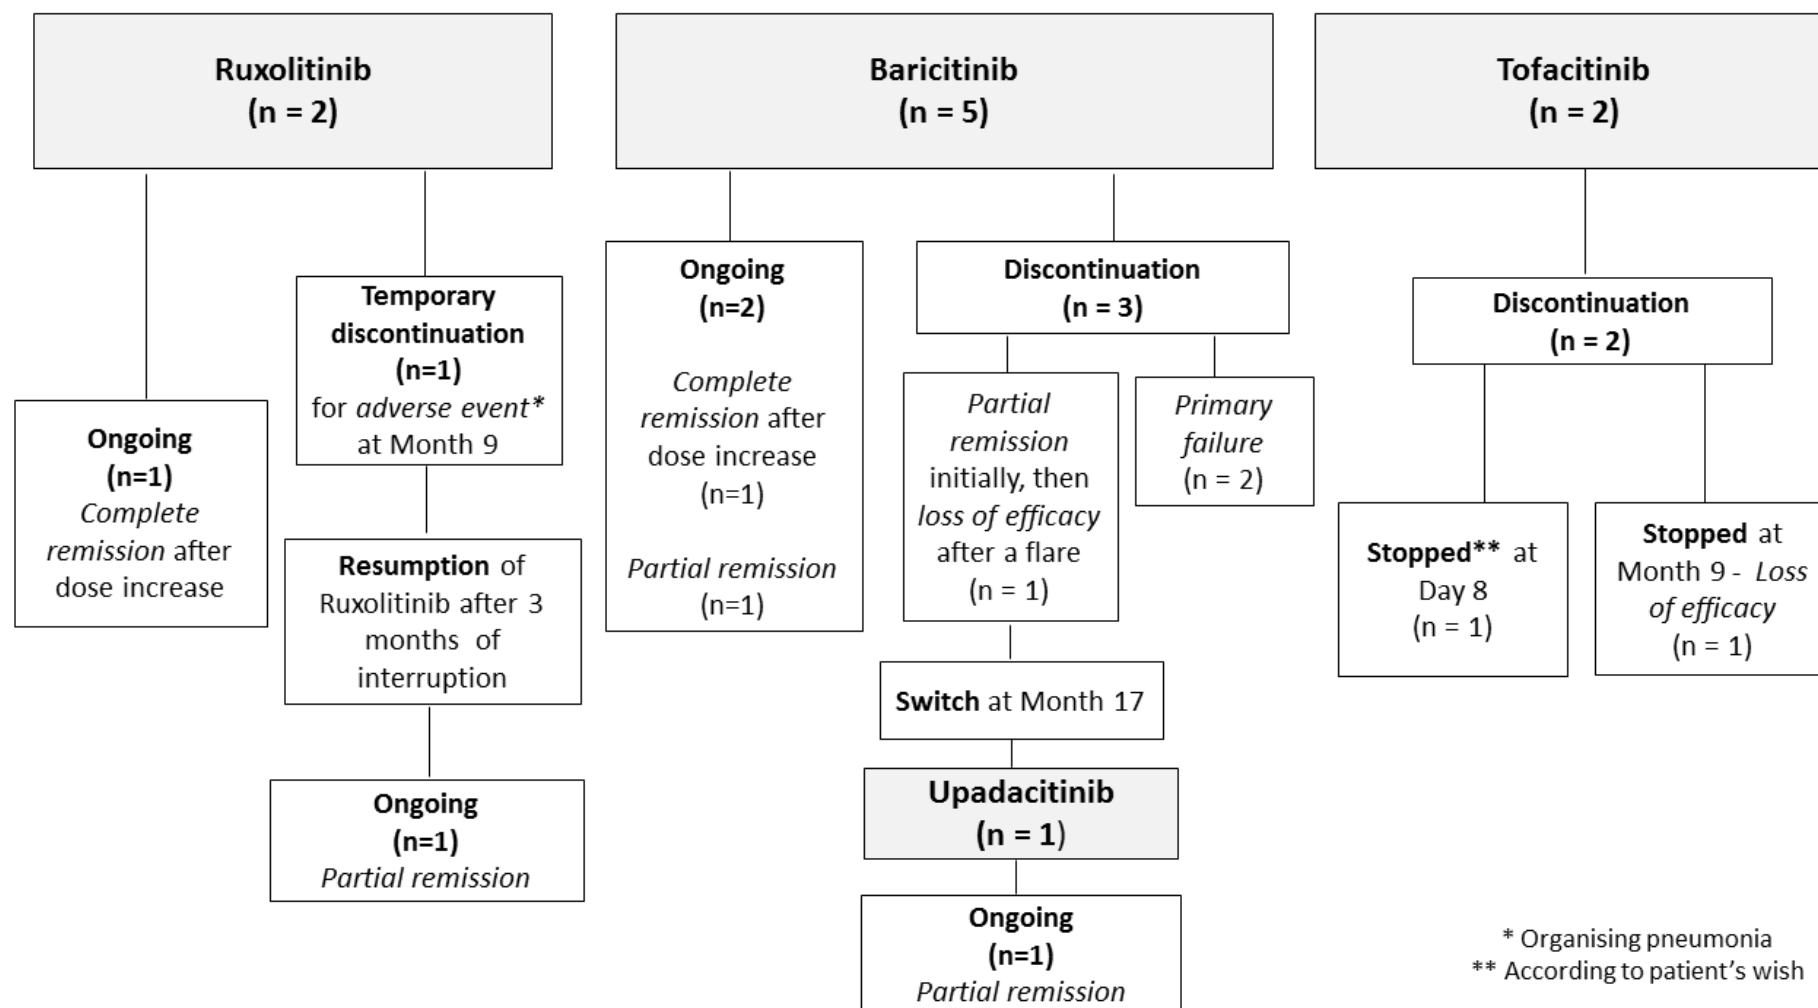 Ruxolitinib
(n = 2)
Ongoing
(n=1)
Complete
remission after
dose increase
Temporary
discontinuation
(n=1)
for adverse event*
at Month 9
Resumption of
Ruxolitinib after 3
months of
interruption
Ongoing
(n=1)
Partial remission
Baricitinib
(n = 5)
Ongoing
(n=2)
Complete
remission after
dose increase
(n=1)
Partial remission
(n=1)
Discontinuation
(n = 3)
Partial
remission
initially, then
loss of efficacy
after a flare
(n = 1)
Primary
failure
(n = 2)
Switch at Month 17
Upadacitinib
(n = 1)
Ongoing
(n=1)
Partial remission
Tofacitinib
(n = 2)
Discontinuation
(n = 2)
Stopped** at
Day 8
(n = 1)
Stopped at
Month 9 - Loss
of efficacy
(n = 1)
* Organising pneumonia
** According to patient's wish